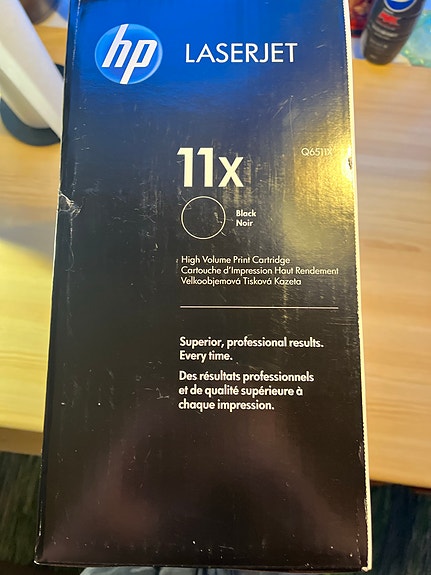 hp
LASERJET
11X
Q6511X
Black
Noir
High Volume Print Cartridge
Cartouche d'Impression Haut Rendement
Velkoobjemová Tisková Kazeta
Superior, professional results.
Every time.
Des résultats professionnels
et de qualité supérieure à
chaque impression.